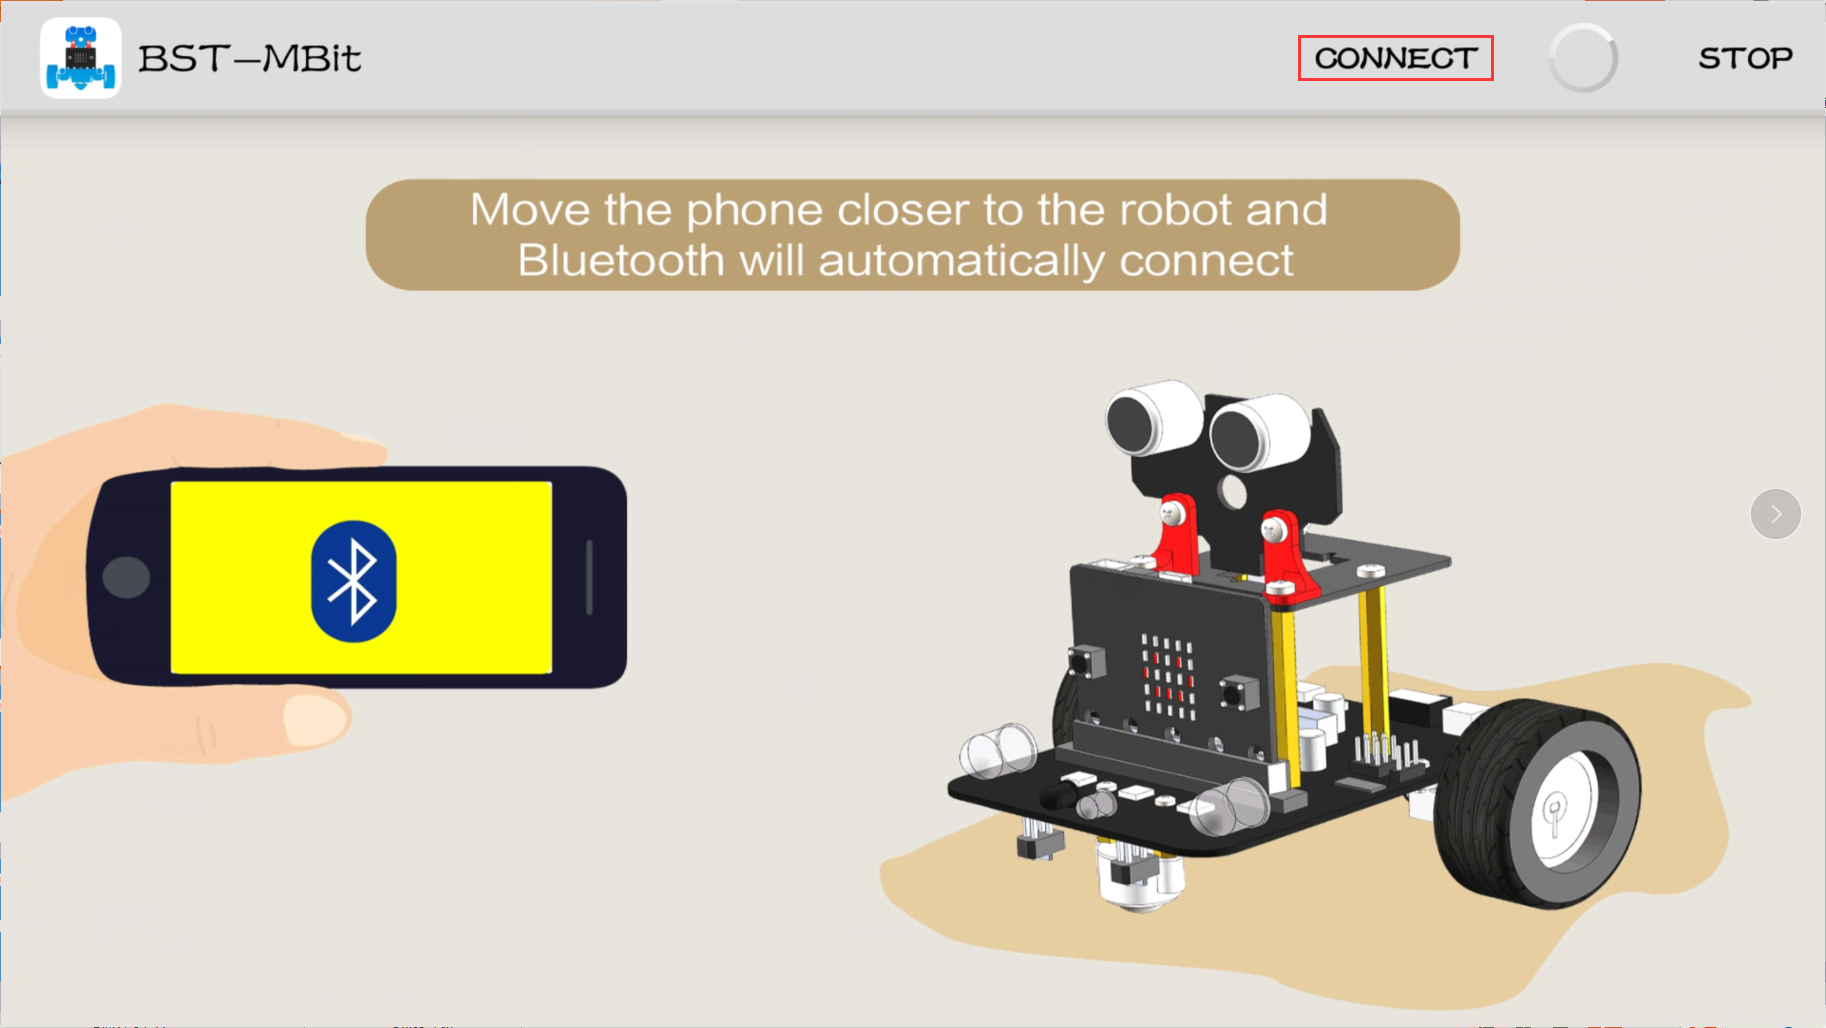 BST-MBit
CONNECT
STOP
Move the phone closer to the robot and
Bluetooth will automatically connect